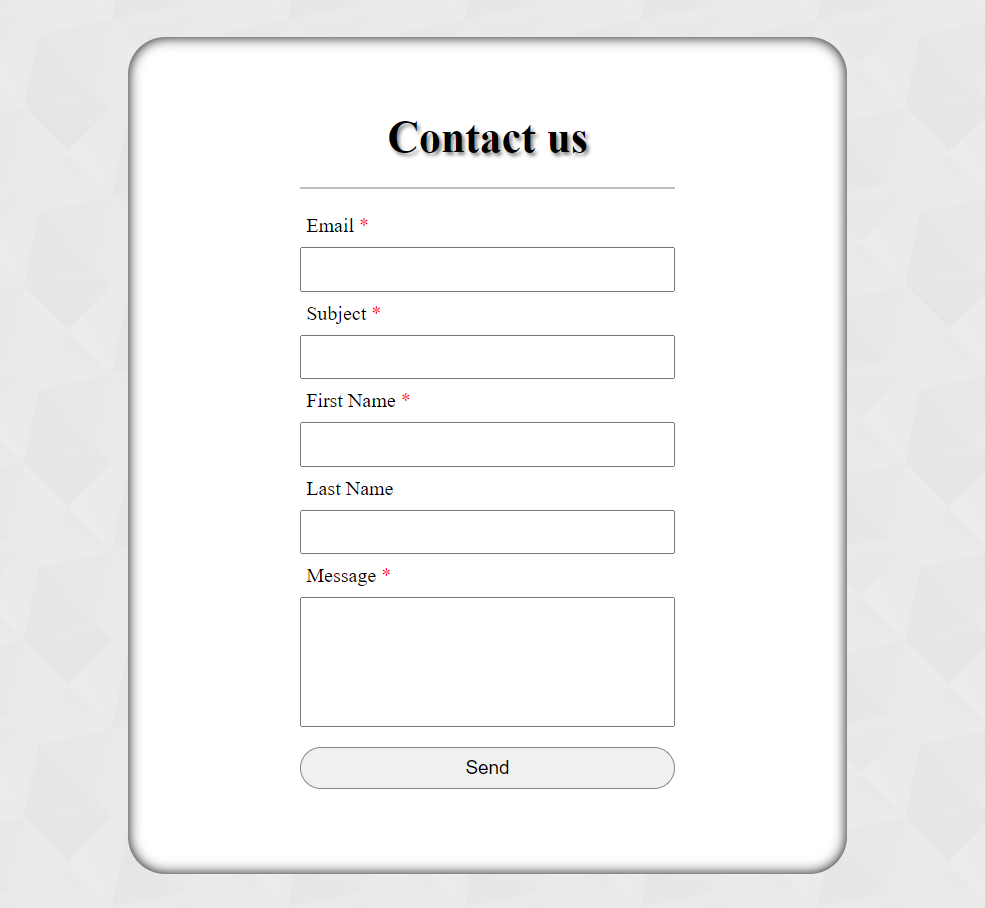 Contact us
Email *
Subject *
First Name *
Last Name
Message *
Send